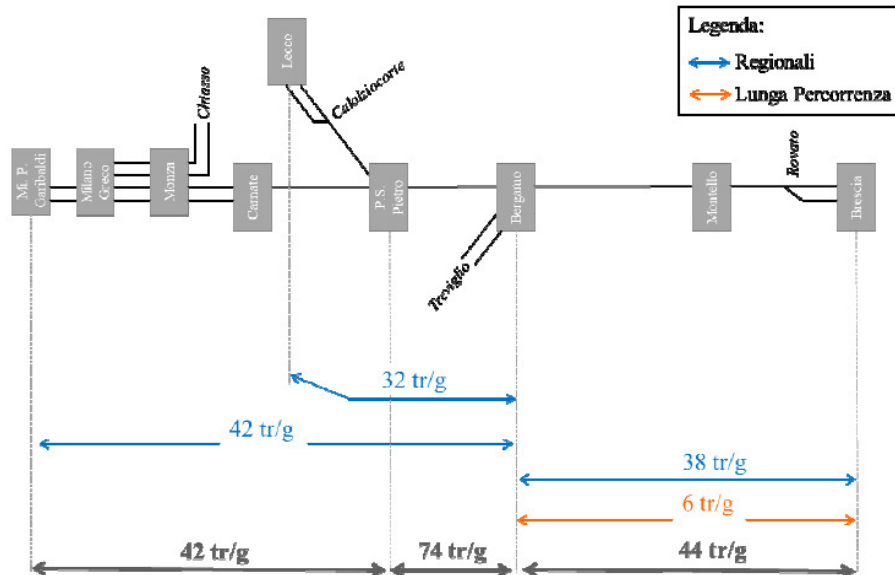 Legenda:
Regionali
Lunga Percorrenza
Lecco
Calolziocorte
Chiasso
Mi. P.
Garibaldi
Milano
Greco
Monza
Carnate
P.S.
Pietro
Bergamo
Treviglio
Montello
Rovato
Brescia
32 tr/g
42 tr/g
38 tr/g
6 tr/g
42 tr/g
74 tr/g
44 tr/g